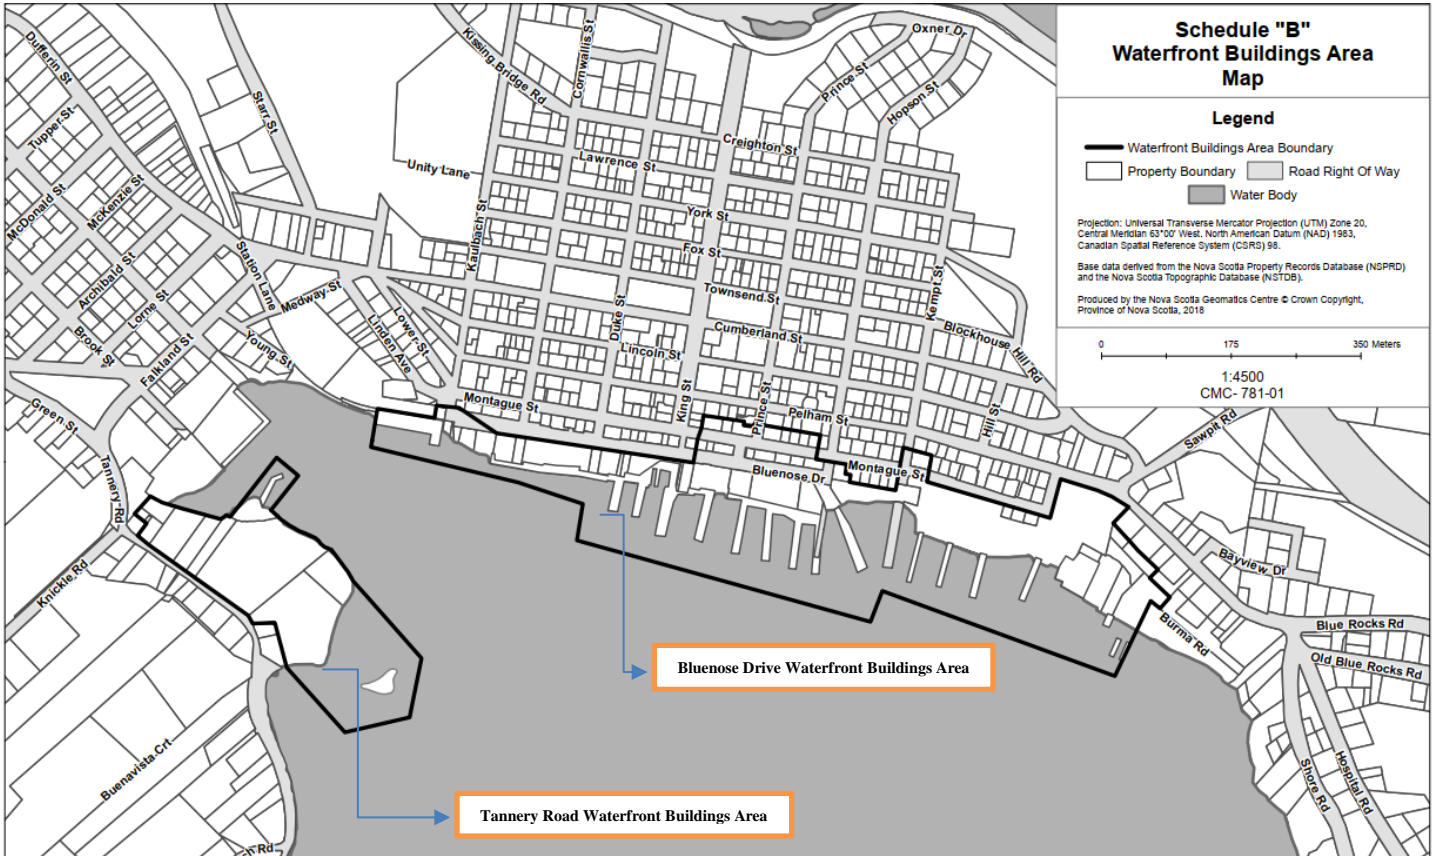 Schedule "B"
Waterfront Buildings Area
Map
Legend
Waterfront Buildings Area Boundary
Property Boundary
Road Right Of Way
Water Body
Projection: Universal Transverse Mercator Projection (UTM) Zone 20,
Central Meridian 63°00' West. North American Datum (NAD) 1983,
Canadian Spatial Reference System (CSRS) 98.
Base data derived from the Nova Scotia Property Records Database (NSPRD)
and the Nova Scotia Topographic Database (NSTDB).
Produced by the Nova Scotia Geomatics Centre © Crown Copyright,
Province of Nova Scotia, 2018
0 175 350 Meters
1:4500
CMC- 781-01
Dufferin St
Tupper St
McDonald St
McKenzie St
Starr St
Kissing Bridge Rd
Cornwallis St
Oxner Dr
Prince St
Hopson St
Creighton St
Lawrence St
Unity Lane
York St
Fox St
Kaulbach St
Station Lane
Archibald St
Lorne St
Medway St
Brook St
Falkland St
Young St
Linden Ave
Lower St
Townsend St
Kempt St
Duke St
Cumberland St
Lincoln St
Blockhouse Hill Rd
King St
Prince St
Montague St
Pelham St
Hill St
Sawpit Rd
Green St
Tannery Rd
Bluenose Dr
Montague St
Knickle Rd
Bayview Dr
Burma Rd
Blue Rocks Rd
Old Blue Rocks Rd
Bluenose Drive Waterfront Buildings Area
Buenavista Crt
Shore Rd
Hospital Rd
Tannery Road Waterfront Buildings Area
Rd